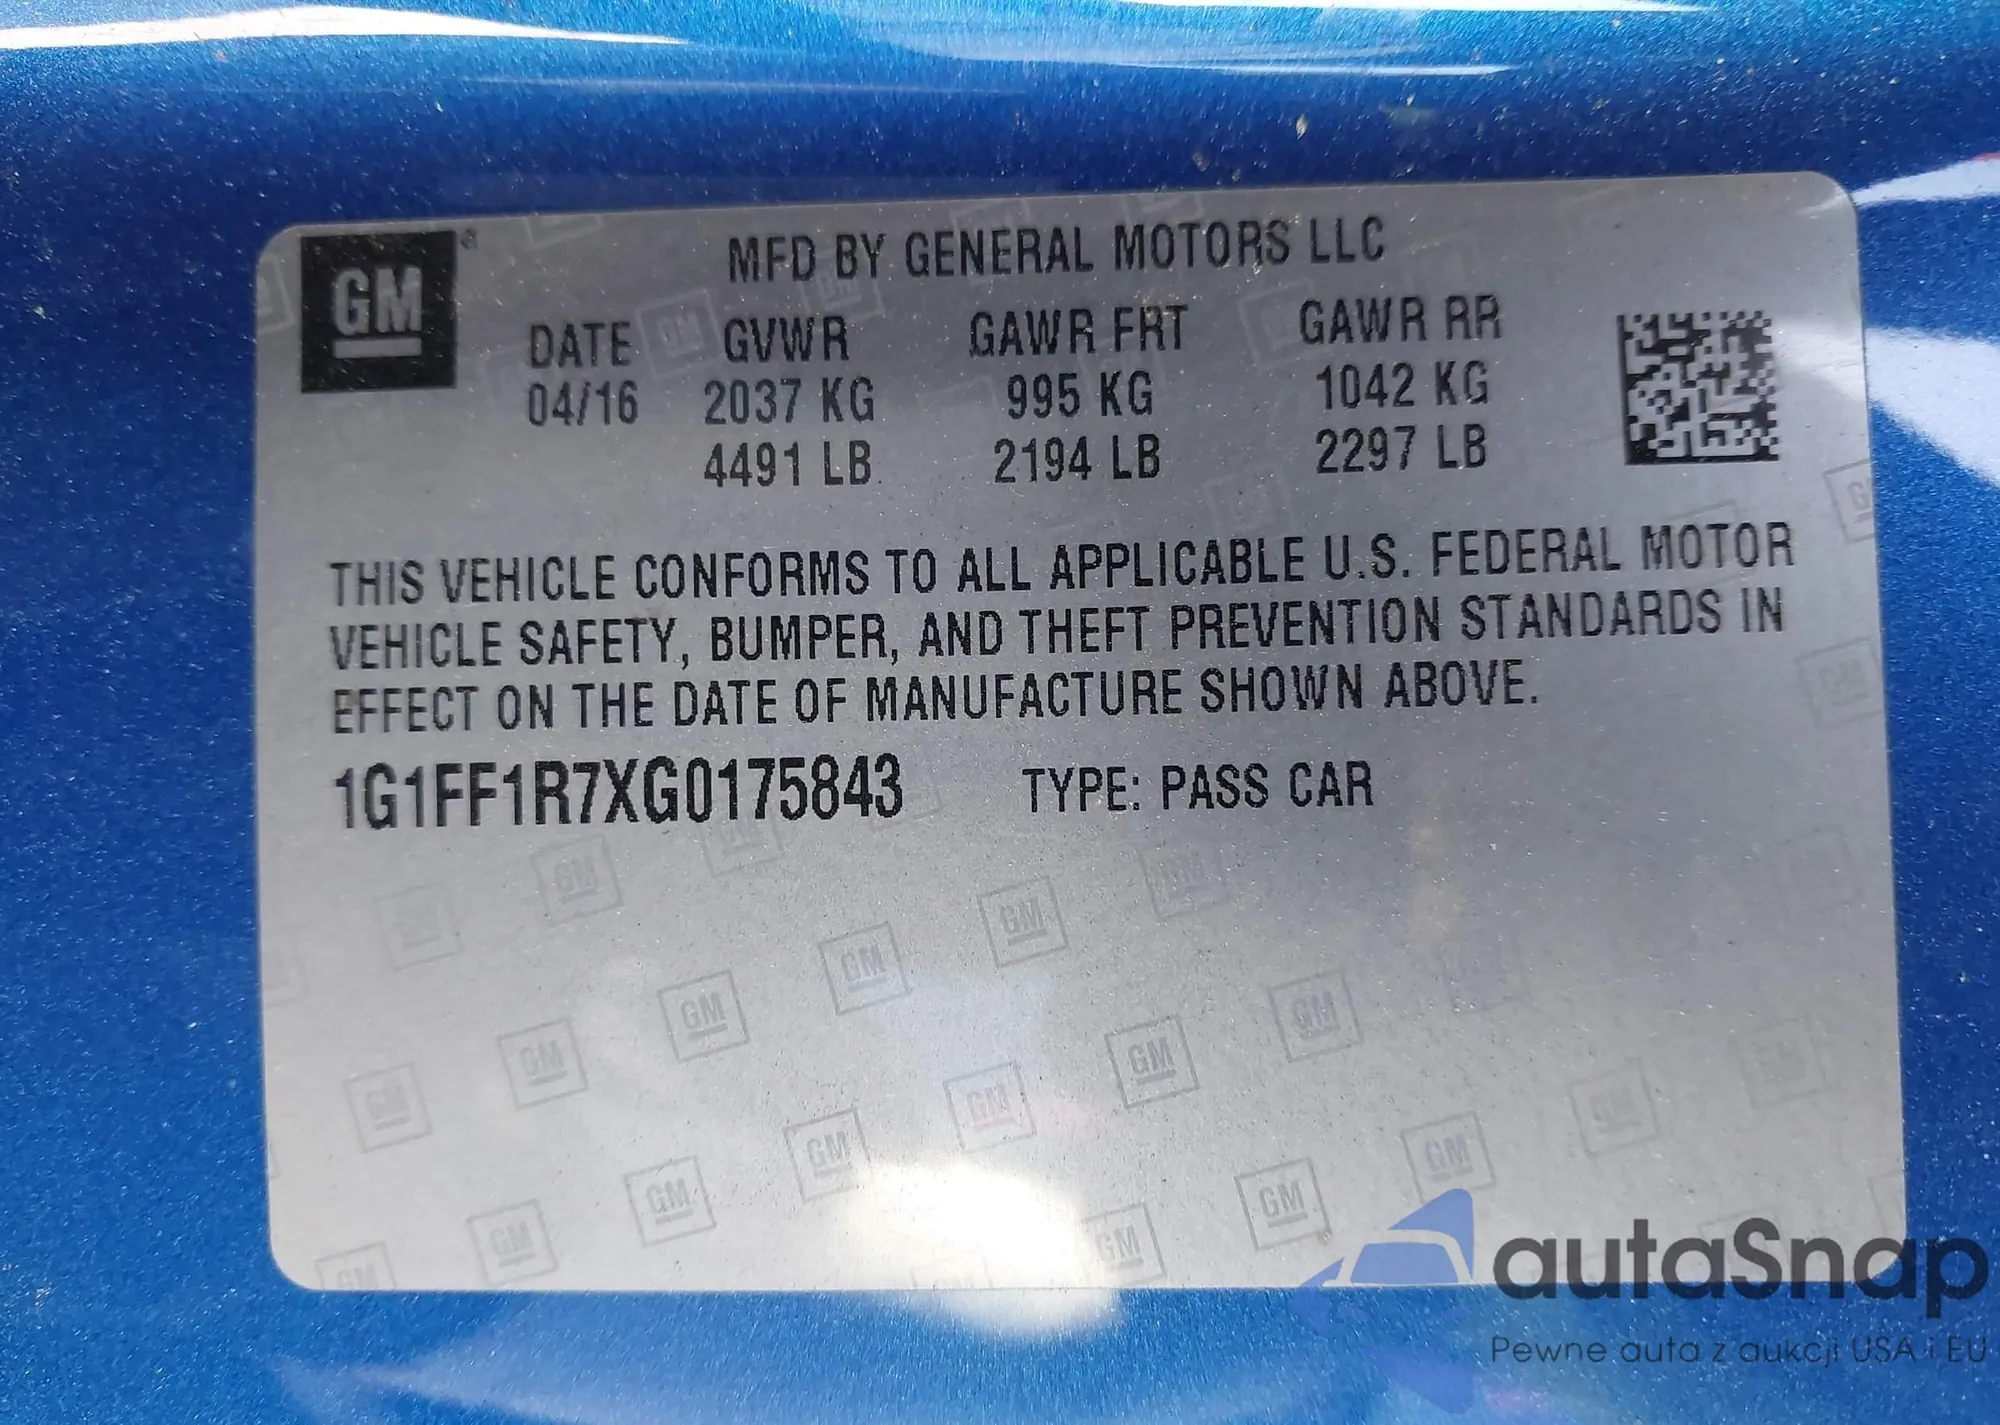 GM
MFD BY GENERAL MOTORS LLC
DATE GVWR GAWR FRT GAWR RR
04/16 2037 KG 995 KG 1042 KG
4491 LB 2194 LB 2297 LB
THIS VEHICLE CONFORMS TO ALL APPLICABLE U.S. FEDERAL MOTOR
VEHICLE SAFETY, BUMPER, AND THEFT PREVENTION STANDARDS IN
EFFECT ON THE DATE OF MANUFACTURE SHOWN ABOVE.
1G1FF1R7XG0175843 TYPE: PASS CAR
autaSnap
Pewne auta z aukcji USA i EU